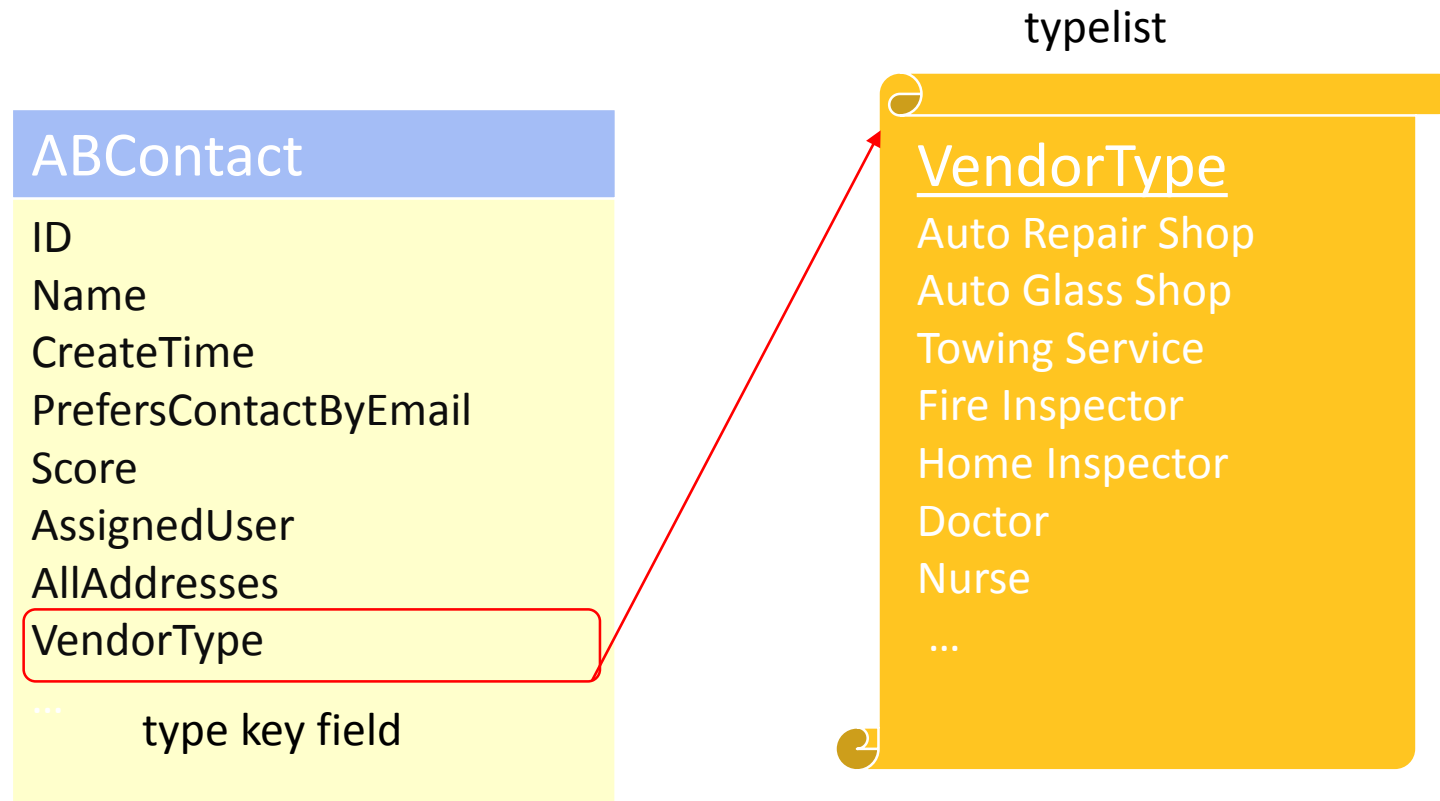 typelist
ABContact
ID
Name
CreateTime
PrefersContactByEmail
Score
AssignedUser
AllAddresses
VendorType
...
type key field
VendorType
Auto Repair Shop
Auto Glass Shop
Towing Service
Fire Inspector
Home Inspector
Doctor
Nurse
...